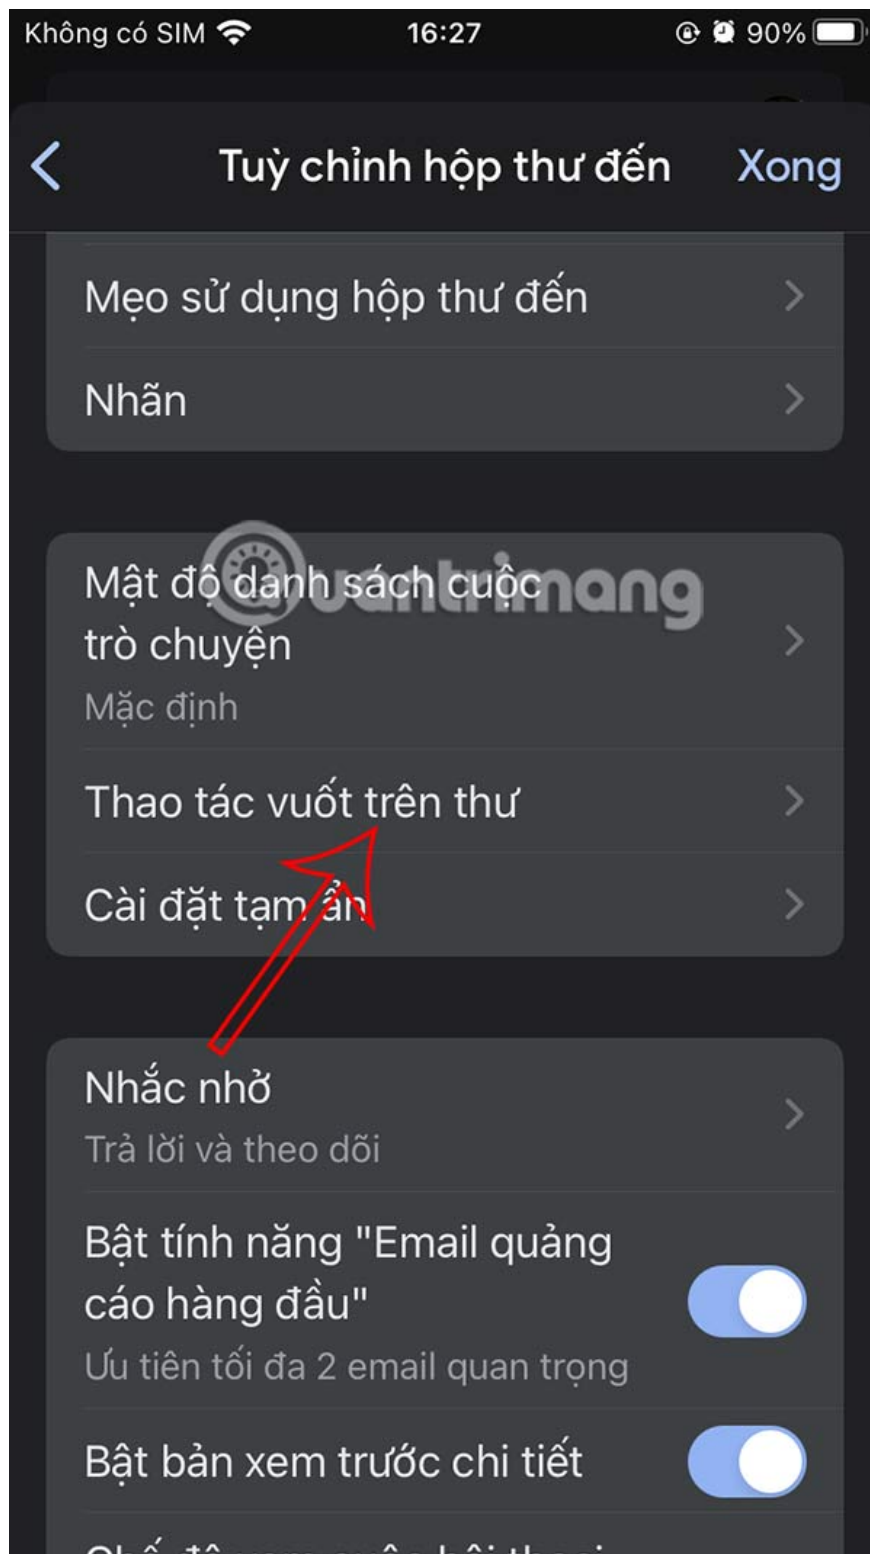 Không có SIM 16:27 90%
Tuỳ chỉnh hộp thư đến Xong
Mẹo sử dụng hộp thư đến
Nhãn
Quantrimang
Mật độ danh sách cuộc
trò chuyện
Mặc định
Thao tác vuốt trên thư
Cài đặt tạm ẩn
Nhắc nhở
Trả lời và theo dõi
Bật tính năng "Email quảng
cáo hàng đầu"
Ưu tiên tối đa 2 email quan trọng
Bật bản xem trước chi tiết